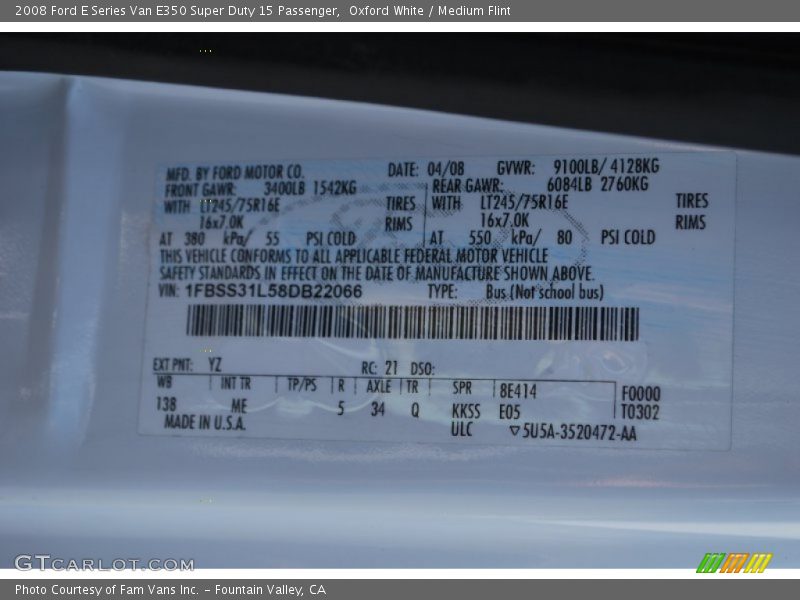 2008 Ford E Series Van E350 Super Duty 15 Passenger,  Oxford White / Medium Flint
MFD. BY FORD MOTOR CO. DATE: 04/08 GVWR: 9100LB/ 4128KG
FRONT GAWR: 3400LB 1542KG REAR GAWR: 6084LB 2760KG
WITH LT245/75R16E TIRES WITH LT245/75R16E TIRES
16x7.0K RIMS 16x7.0K RIMS
AT 380 kPa/ 55 PSI COLD AT 550 kPa/ 80 PSI COLD
THIS VEHICLE CONFORMS TO ALL APPLICABLE FEDERAL MOTOR VEHICLE
SAFETY STANDARDS IN EFFECT ON THE DATE OF MANUFACTURE SHOWN ABOVE.
VIN: 1FBSS31L58DB22066 TYPE: Bus (Not school bus)
EXT PNT: YZ RC: 21 DSO:
WB INT TR TP/PS R AXLE TR SPR 8E414 F0000
138 ME 5 34 Q KKSS E05 T0302
MADE IN U.S.A. ULC ▽5U5A-3520472-AA
GTCARLOT.COM
Photo Courtesy of Fam Vans Inc. – Fountain Valley, CA